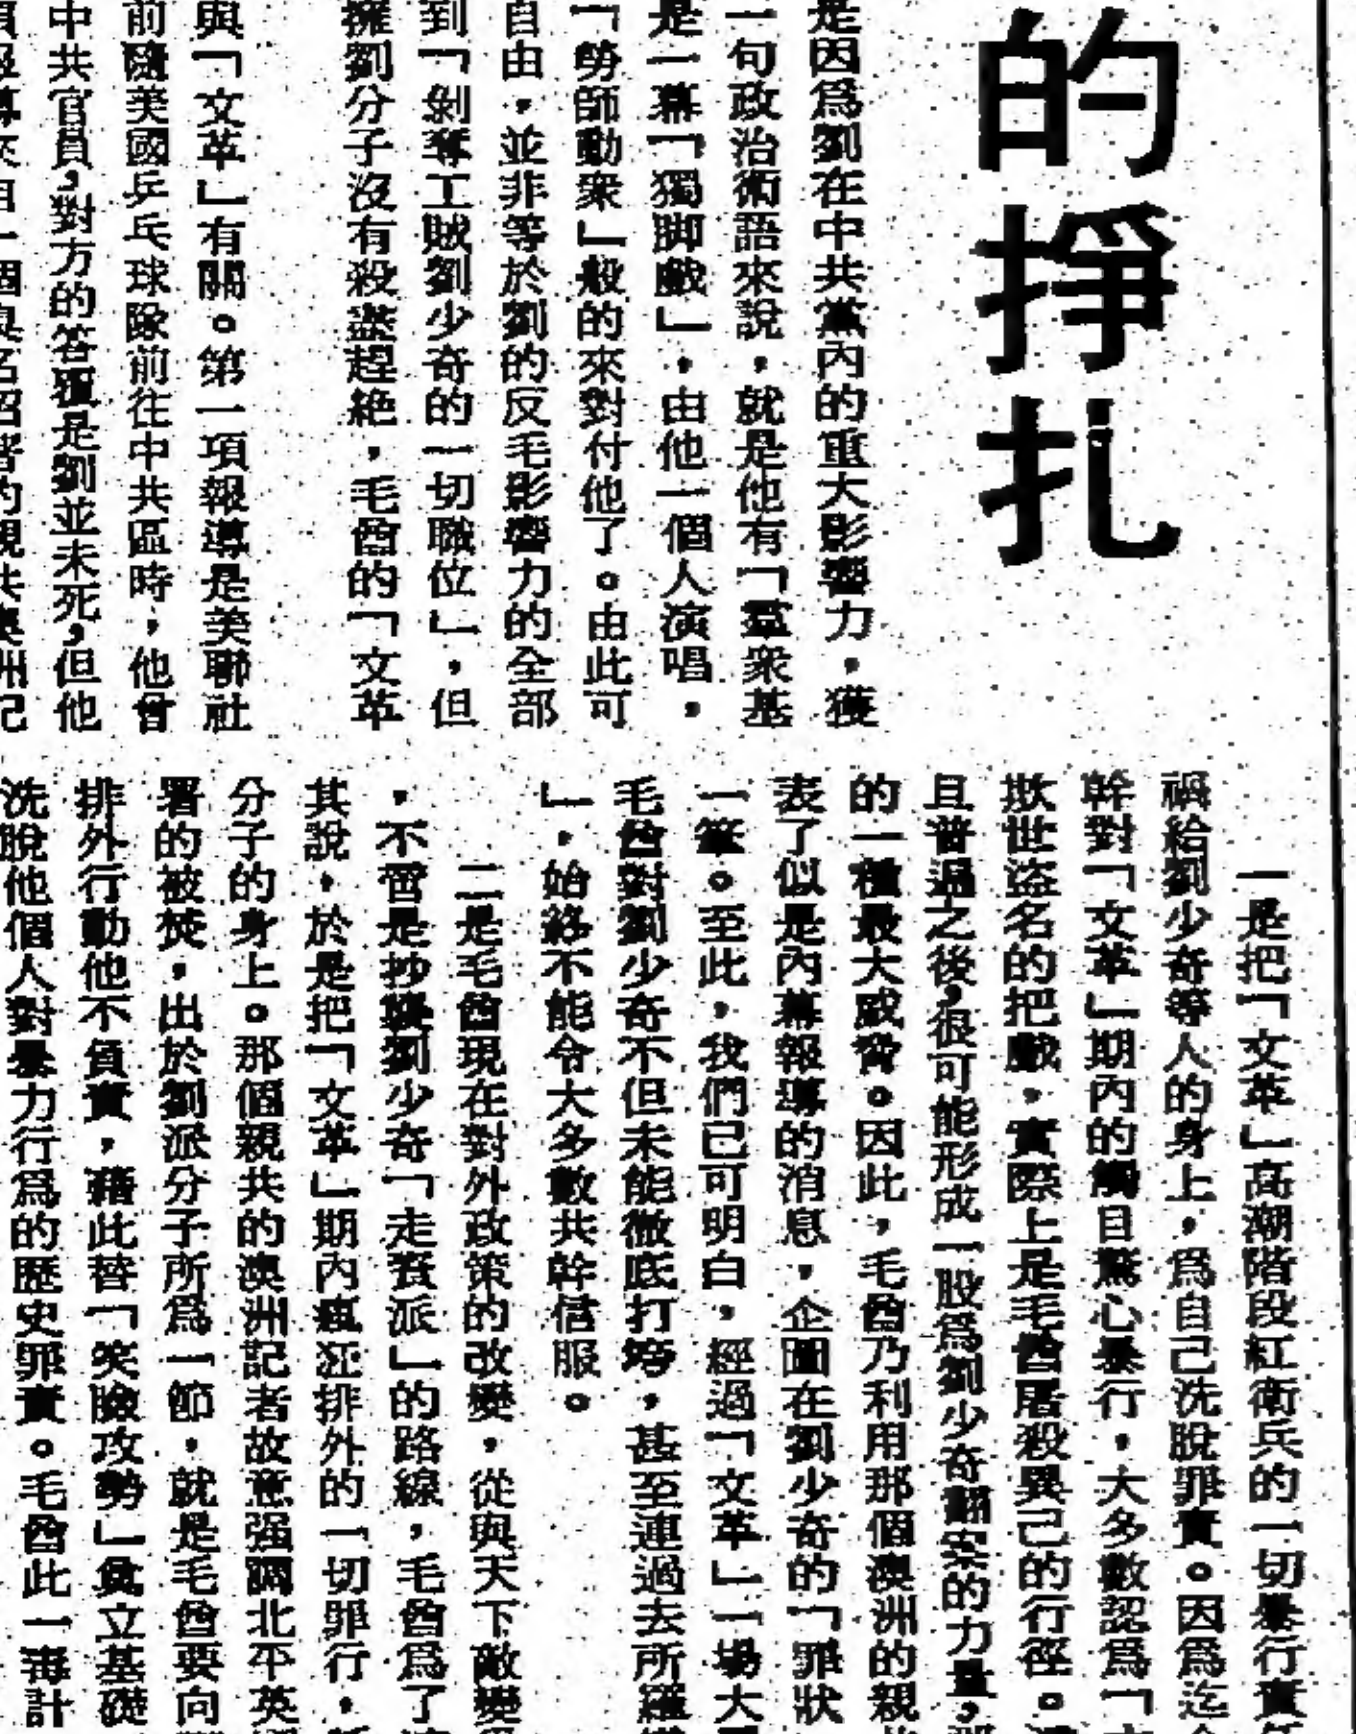 的掙扎
是因爲劉在中共黨內的重大影響力，獲
一句政治術語來說，就是他有「羣衆基
是一幕「獨脚戲」，由他一個人演唱，
「勞師動衆」般的來對付他了。由此可
自由，並非等於劉的反毛影響力的全部
到「剝奪工賊劉少奇的一切職位」，但
擁劉分子沒有殺盡趕絶，毛酋的「文革
與「文革」有關。第一項報導是美聯社
前隨美國乒乓球隊前往中共區時，他曾
中共官員，對方的答覆是劉並未死，但他
來自一個臭名昭著的親共澳洲記
一是把「文革」高潮階段紅衛兵的一切暴行責
禍給劉少奇等人的身上，爲自己洗脫罪責。因爲迄
幹對「文革」期內的觸目驚心暴行，大多數認爲「
欺世盜名的把戲，實際上是毛酋屠殺異己的行徑。
且普遍之後，很可能形成一股爲劉少奇翻案的力量，
的一種最大威脅。因此，毛酋乃利用那個澳洲的親
表了似是內幕報導的消息，企圖在劉少奇的「罪狀
一筆。至此，我們已可明白，經過「文革」一場大
毛酋對劉少奇不但未能徹底打垮，甚至連過去所羅
」，始終不能令大多數共幹信服。
二是毛酋現在對外政策的改變，從與天下敵變
，不啻是抄襲劉少奇「走資派」的路線，毛酋爲了
其說，於是把「文革」期內瘋狂排外的一切罪行，
分子的身上。那個親共的澳洲記者故意强調北平英
署的被焚，出於劉派分子所爲一節，就是毛酋要向
排外行動他不負責，藉此替「笑臉攻勢」奠立基礎
洗脫他個人對暴力行爲的歷史罪責。毛酋此一毒計